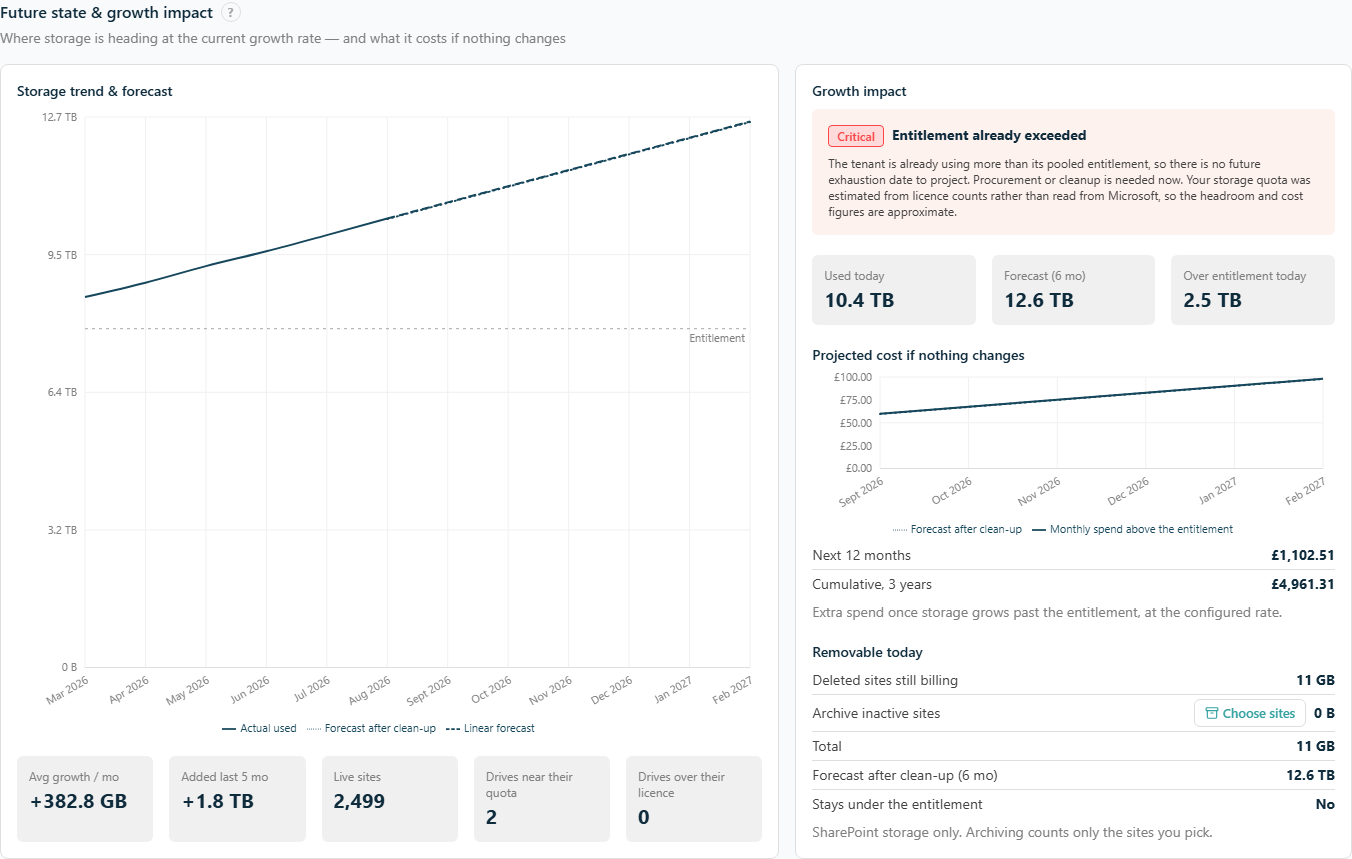 Future state & growth impact ?
Where storage is heading at the current growth rate — and what it costs if nothing changes
Storage trend & forecast
12.7 TB
9.5 TB
Entitlement
6.4 TB
3.2 TB
0 B
Mar 2026
Apr 2026
May 2026
Jun 2026
Jul 2026
Aug 2026
Sept 2026
Oct 2026
Nov 2026
Dec 2026
Jan 2027
Feb 2027
Actual used
Forecast after clean-up
Linear forecast
Avg growth / mo
+382.8 GB
Added last 5 mo
+1.8 TB
Live sites
2,499
Drives near their
quota
2
Drives over their
licence
0
Growth impact
Critical Entitlement already exceeded
The tenant is already using more than its pooled entitlement, so there is no future
exhaustion date to project. Procurement or cleanup is needed now. Your storage quota was
estimated from licence counts rather than read from Microsoft, so the headroom and cost
figures are approximate.
Used today
10.4 TB
Forecast (6 mo)
12.6 TB
Over entitlement today
2.5 TB
Projected cost if nothing changes
£100.00
£75.00
£50.00
£25.00
£0.00
Sept 2026
Oct 2026
Nov 2026
Dec 2026
Jan 2027
Feb 2027
Forecast after clean-up
Monthly spend above the entitlement
Next 12 months £1,102.51
Cumulative, 3 years £4,961.31
Extra spend once storage grows past the entitlement, at the configured rate.
Removable today
Deleted sites still billing 11 GB
Archive inactive sites Choose sites 0 B
Total 11 GB
Forecast after clean-up (6 mo) 12.6 TB
Stays under the entitlement No
SharePoint storage only. Archiving counts only the sites you pick.